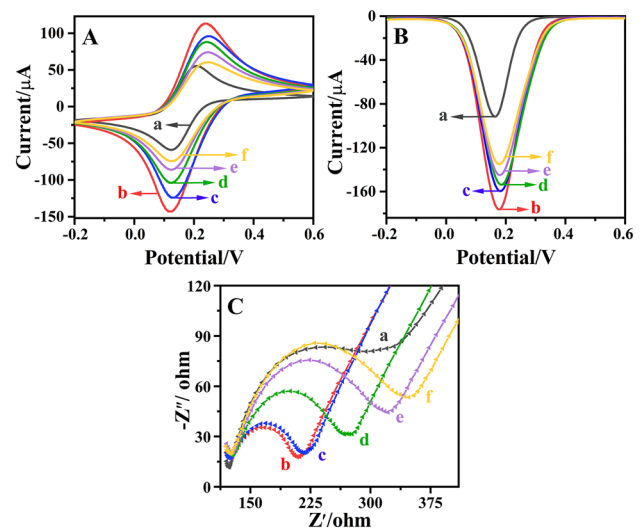 A
Current/μA
100
50
0
-50
-100
-150
a
f
e
d
b
c
-0.2
0.0
0.2
0.4
0.6
Potential/V
B
Current/μA
0
-40
-80
-120
-160
a
f
e
c
d
b
-0.2
0.0
0.2
0.4
0.6
Potential/V
C
-Z″/ ohm
120
90
60
30
0
a
f
e
d
b
c
150
225
300
375
Z′/ohm